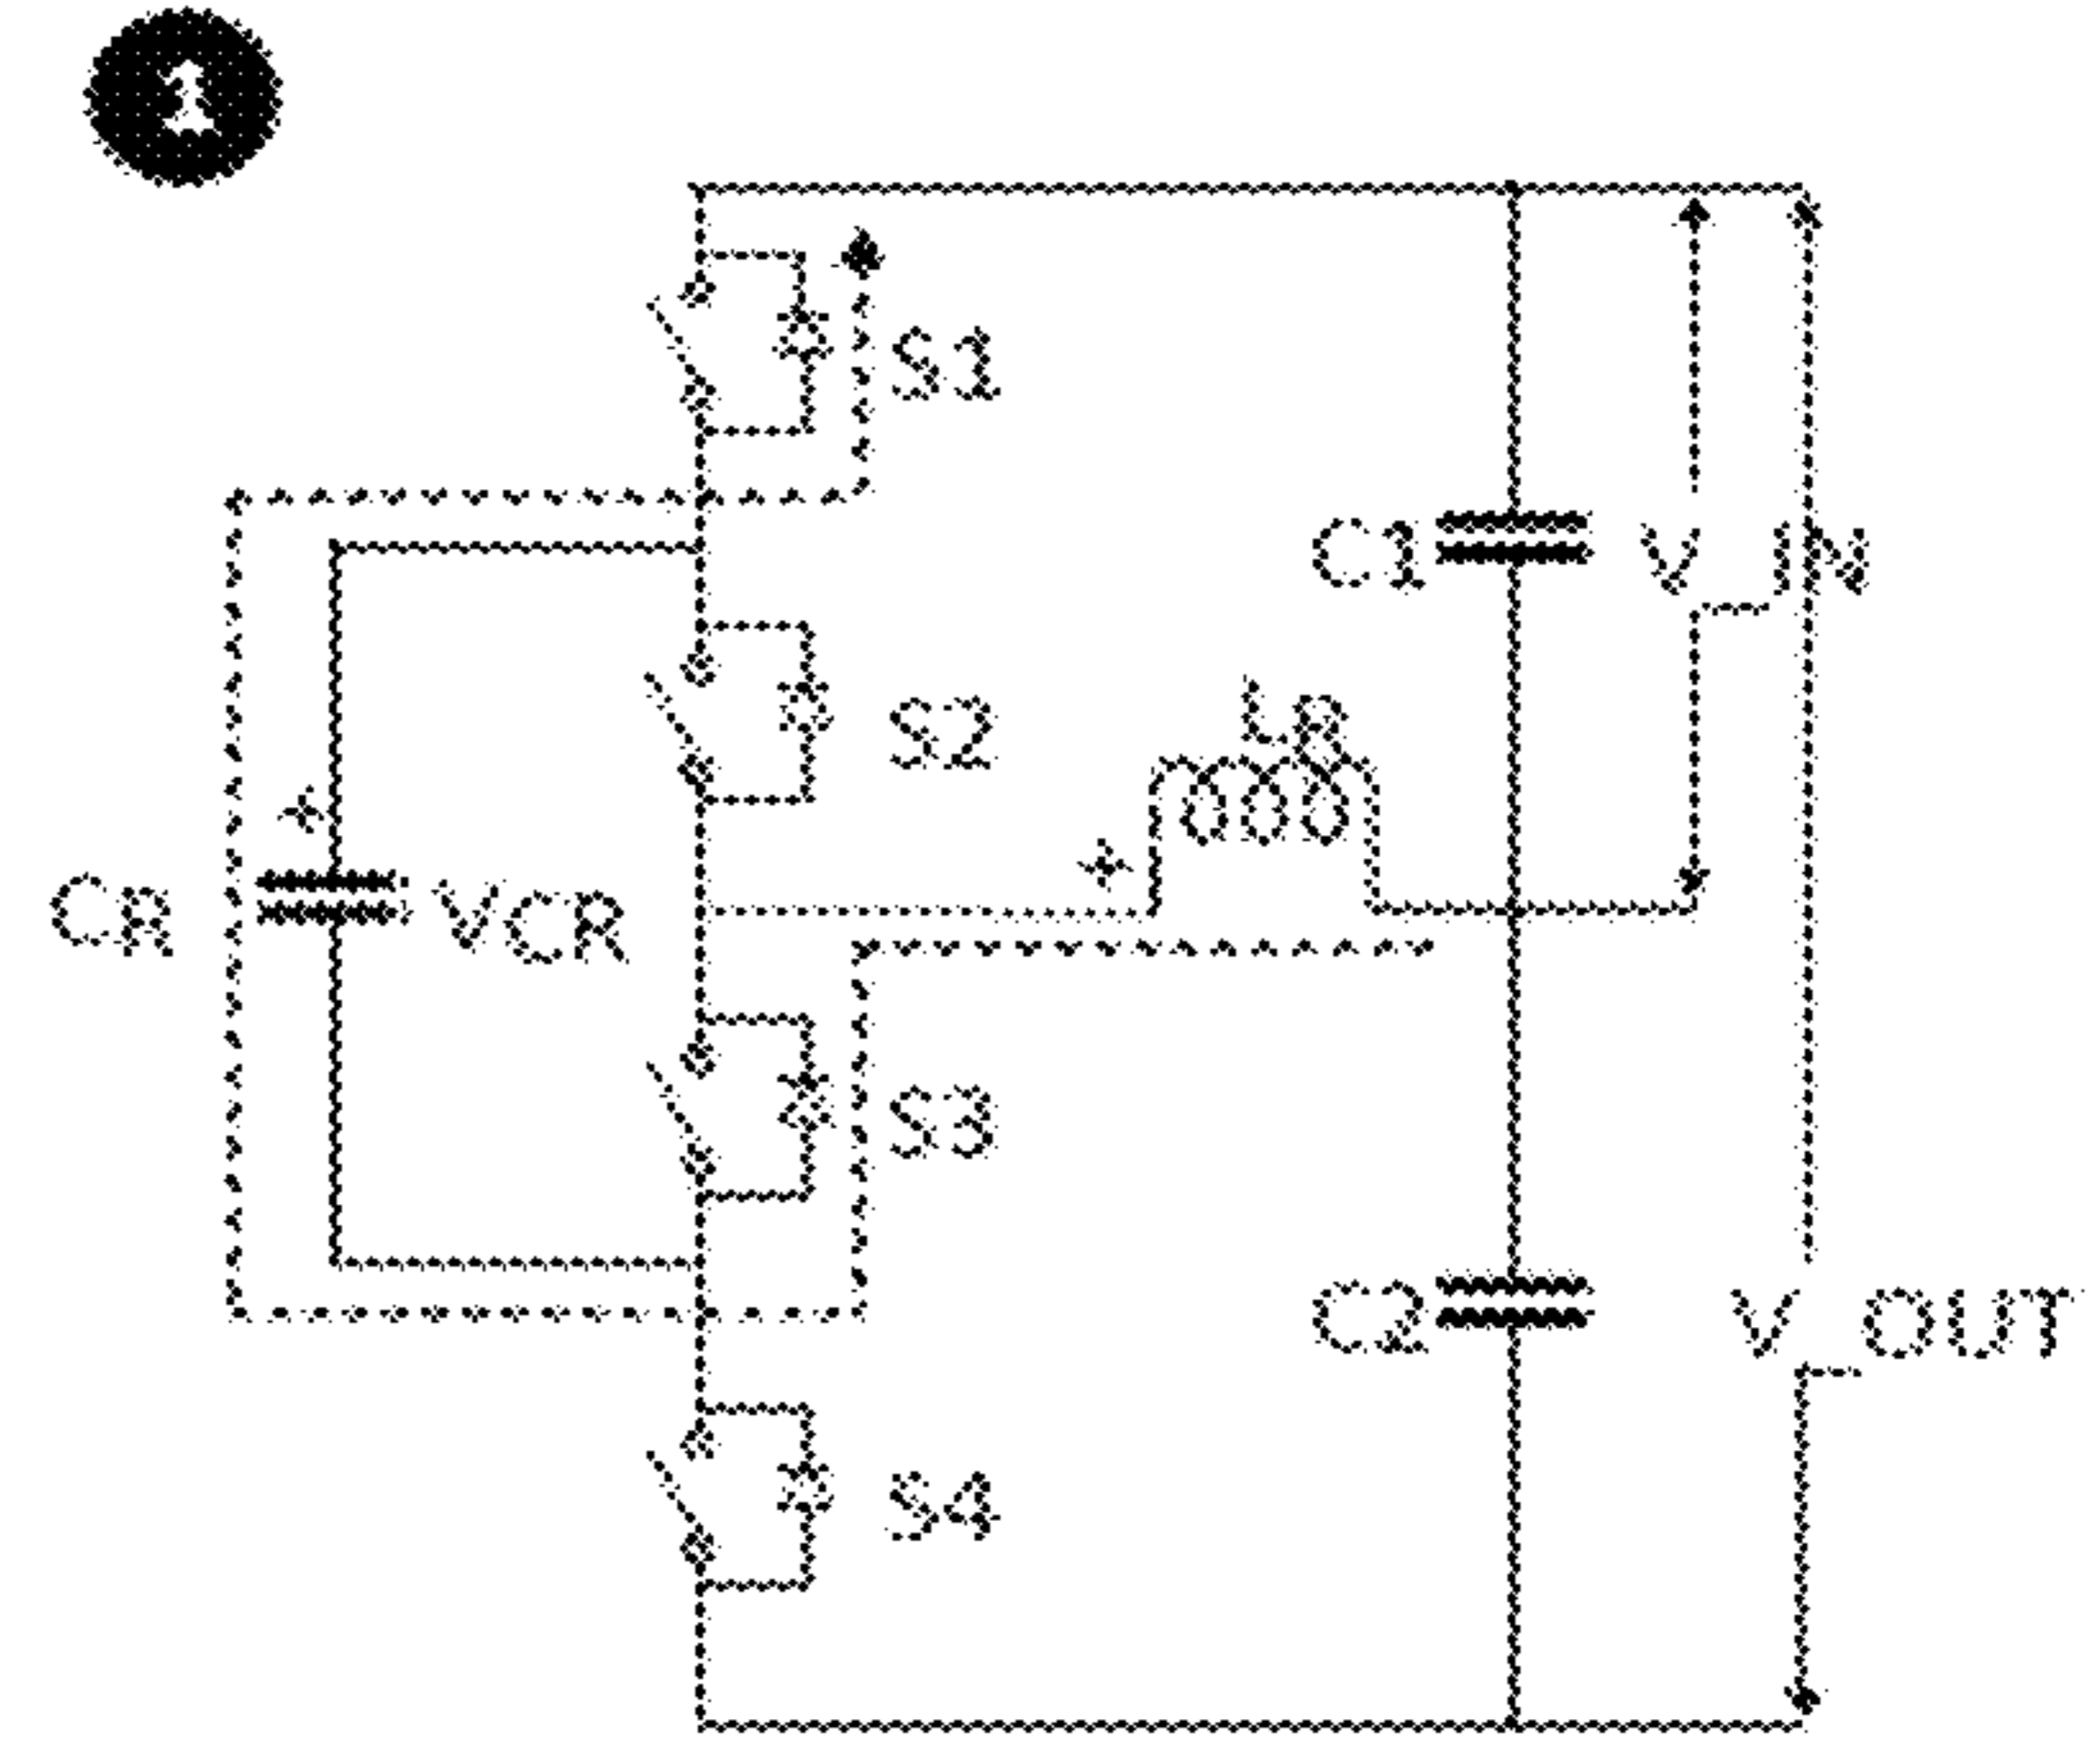 1
S1
C1 V_IN
S2
LR
+
+
CR VCR
S3
C2 V_OUT
S4